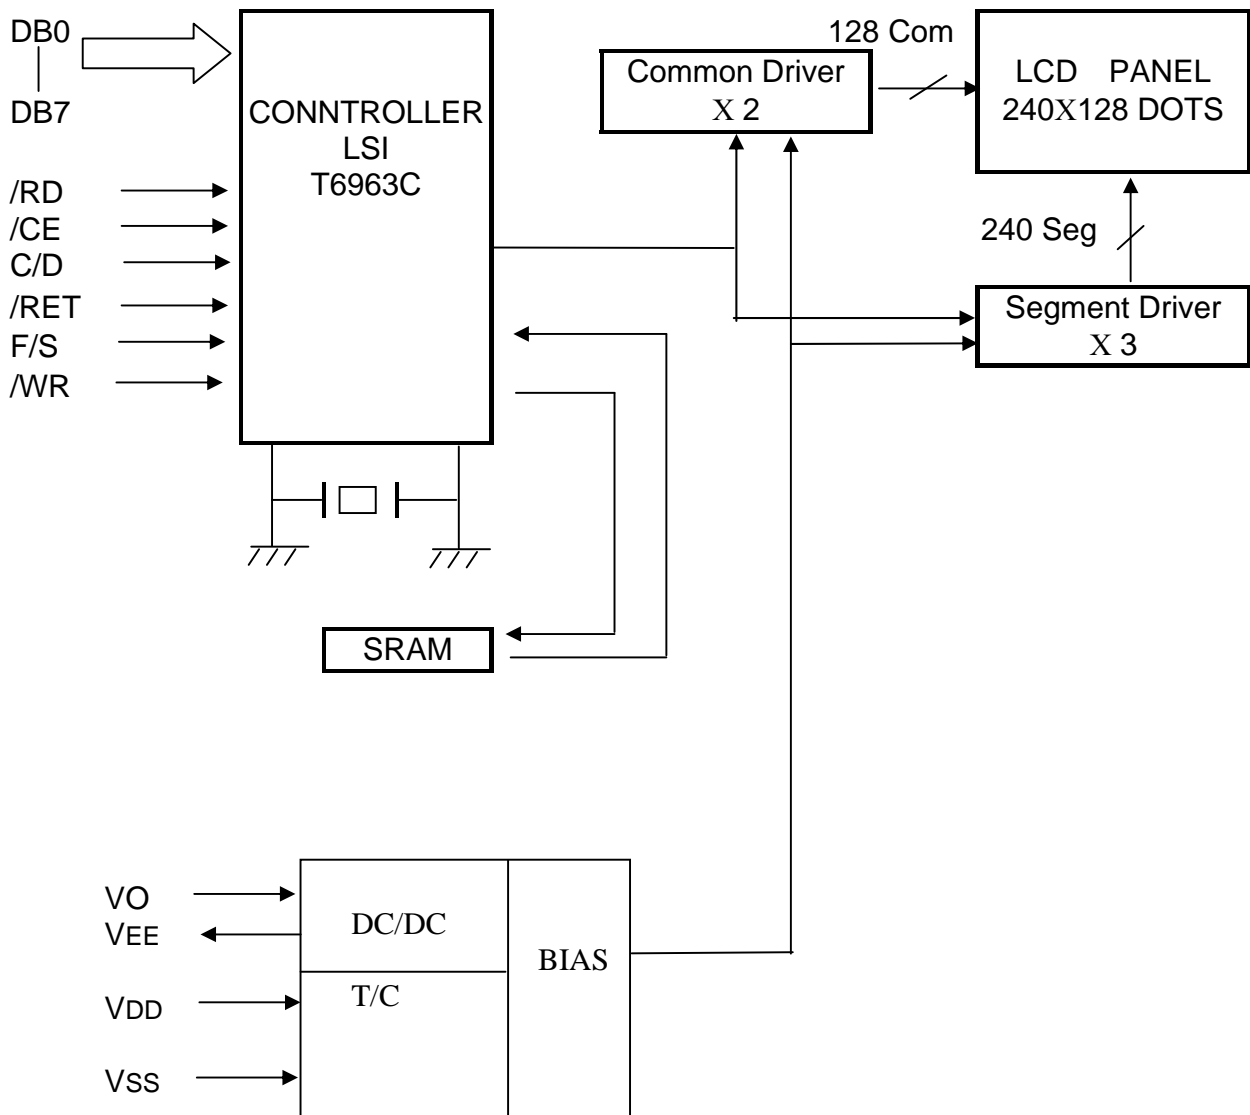 DB0
DB7
/RD
/CE
C/D
/RET
F/S
/WR
CONNTROLLER
LSI
T6963C
128 Com
Common Driver
X 2
LCD PANEL
240X128 DOTS
240 Seg
Segment Driver
X 3
SRAM
VO
VEE
VDD
VSS
DC/DC
T/C
BIAS